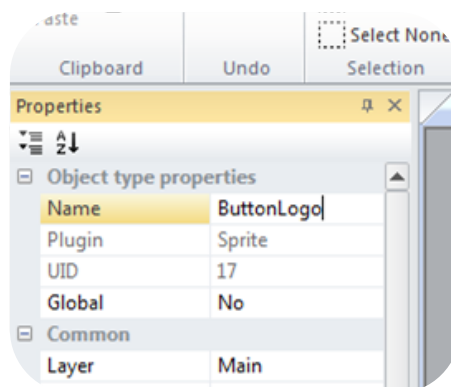 aste
Select None
Clipboard Undo Selection
Properties
Object type properties
Name ButtonLogo
Plugin Sprite
UID 17
Global No
Common
Layer Main